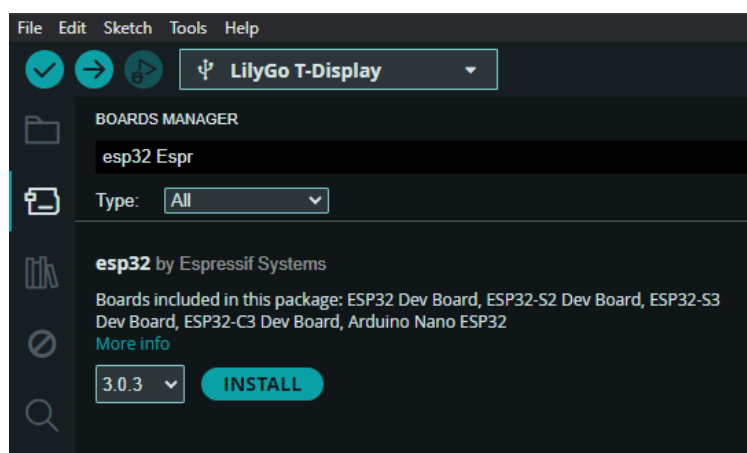 File Edit Sketch Tools Help
LilyGo T-Display
BOARDS MANAGER
esp32 Espr
Type: All
esp32 by Espressif Systems
Boards included in this package: ESP32 Dev Board, ESP32-S2 Dev Board, ESP32-S3
Dev Board, ESP32-C3 Dev Board, Arduino Nano ESP32
More info
3.0.3 INSTALL